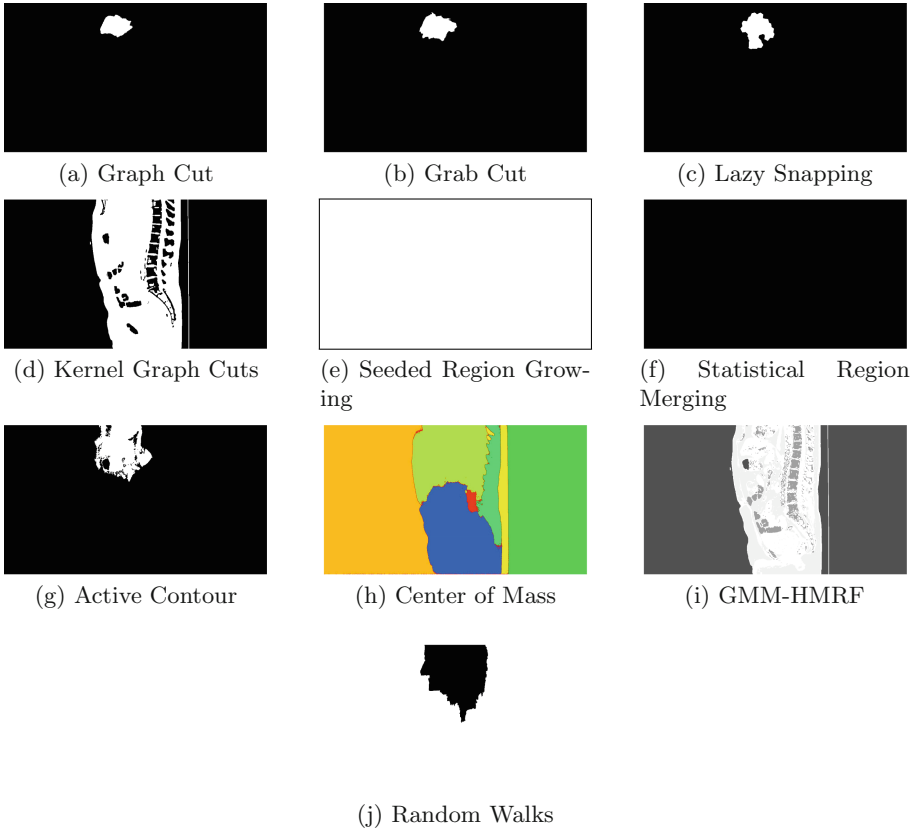 (a) Graph Cut
(b) Grab Cut
(c) Lazy Snapping
(d) Kernel Graph Cuts
(e) Seeded Region Grow-
ing
(f) Statistical Region
Merging
(g) Active Contour
(h) Center of Mass
(i) GMM-HMRF
(j) Random Walks